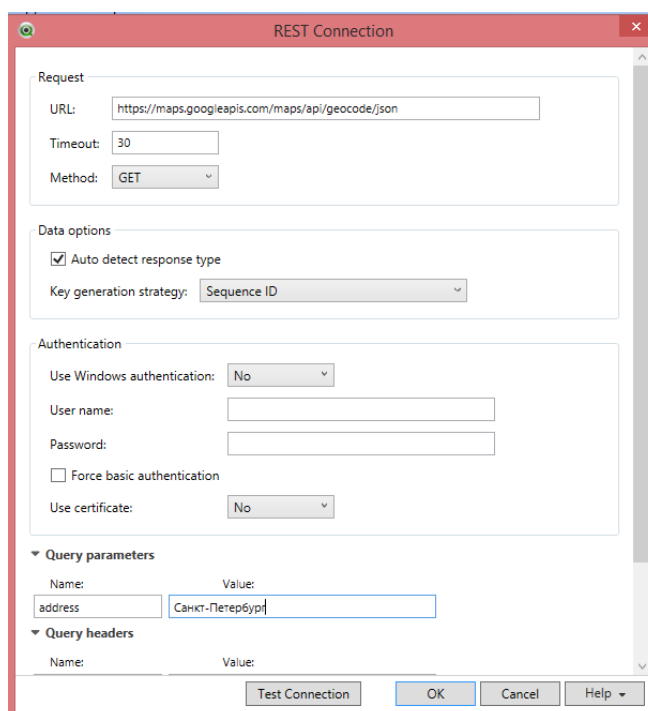 REST Connection
Request
URL: https://maps.googleapis.com/maps/api/geocode/json
Timeout: 30
Method: GET
Data options
Auto detect response type
Key generation strategy: Sequence ID
Authentication
Use Windows authentication: No
User name:
Password:
Force basic authentication
Use certificate: No
Query parameters
Name: Value:
address Санкт-Петербург
Query headers
Name: Value:
Test Connection OK Cancel Help